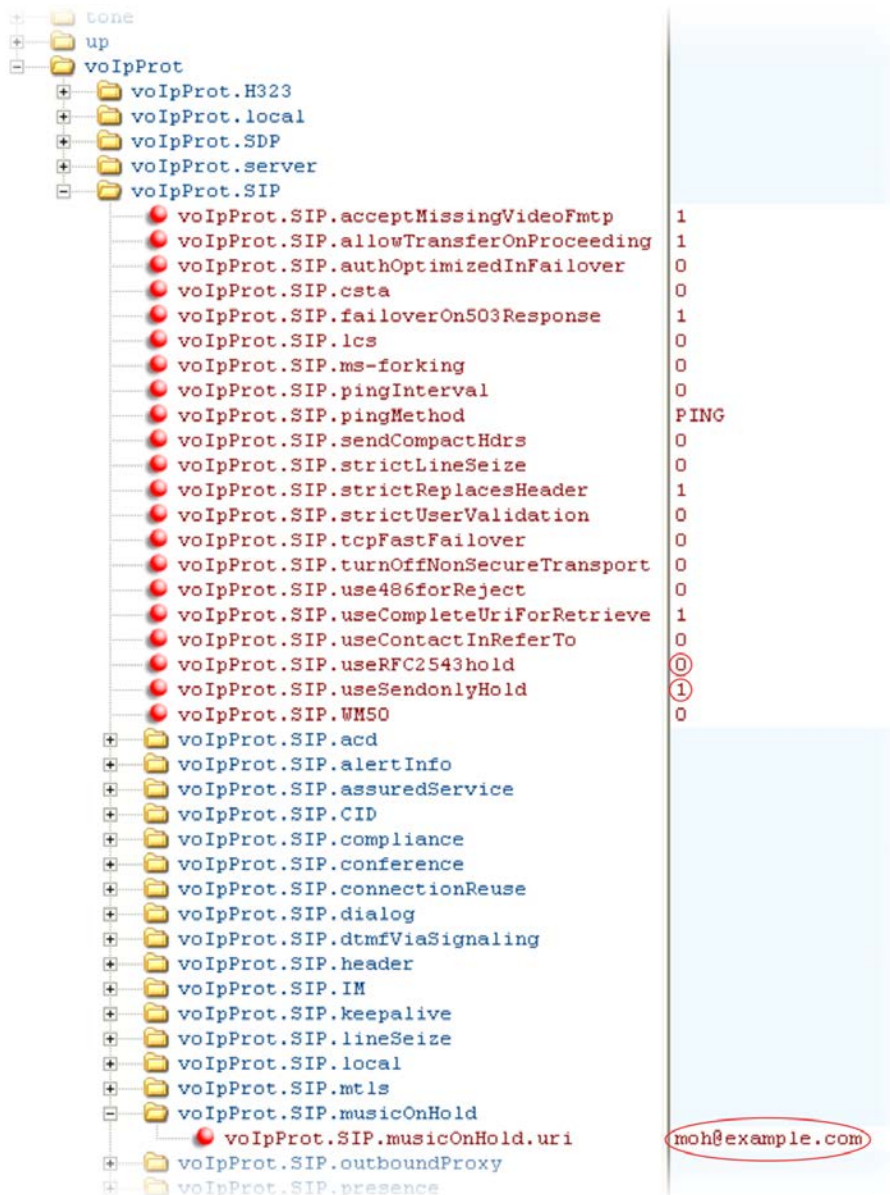 tone
up
voIpProt
voIpProt.H323
voIpProt.local
voIpProt.SDP
voIpProt.server
voIpProt.SIP
voIpProt.SIP.acceptMissingVideoFmtp 1
voIpProt.SIP.allowTransferOnProceeding 1
voIpProt.SIP.authOptimizedInFailover 0
voIpProt.SIP.csta 0
voIpProt.SIP.failoverOn503Response 1
voIpProt.SIP.lcs 0
voIpProt.SIP.ms-forking 0
voIpProt.SIP.pingInterval 0
voIpProt.SIP.pingMethod PING
voIpProt.SIP.sendCompactHdrs 0
voIpProt.SIP.strictLineSeize 0
voIpProt.SIP.strictReplacesHeader 1
voIpProt.SIP.strictUserValidation 0
voIpProt.SIP.tcpFastFailover 0
voIpProt.SIP.turnOffNonSecureTransport 0
voIpProt.SIP.use486forReject 0
voIpProt.SIP.useCompleteUriForRetrieve 1
voIpProt.SIP.useContactInReferTo 0
voIpProt.SIP.useRFC2543hold 0
voIpProt.SIP.useSendonlyHold 1
voIpProt.SIP.WM50 0
voIpProt.SIP.acd
voIpProt.SIP.alertInfo
voIpProt.SIP.assuredService
voIpProt.SIP.CID
voIpProt.SIP.compliance
voIpProt.SIP.conference
voIpProt.SIP.connectionReuse
voIpProt.SIP.dialog
voIpProt.SIP.dtmfViaSignaling
voIpProt.SIP.header
voIpProt.SIP.IM
voIpProt.SIP.keepalive
voIpProt.SIP.lineSeize
voIpProt.SIP.local
voIpProt.SIP.mtls
voIpProt.SIP.musicOnHold
voIpProt.SIP.musicOnHold.uri moh@example.com
voIpProt.SIP.outboundProxy
voIpProt.SIP.presence